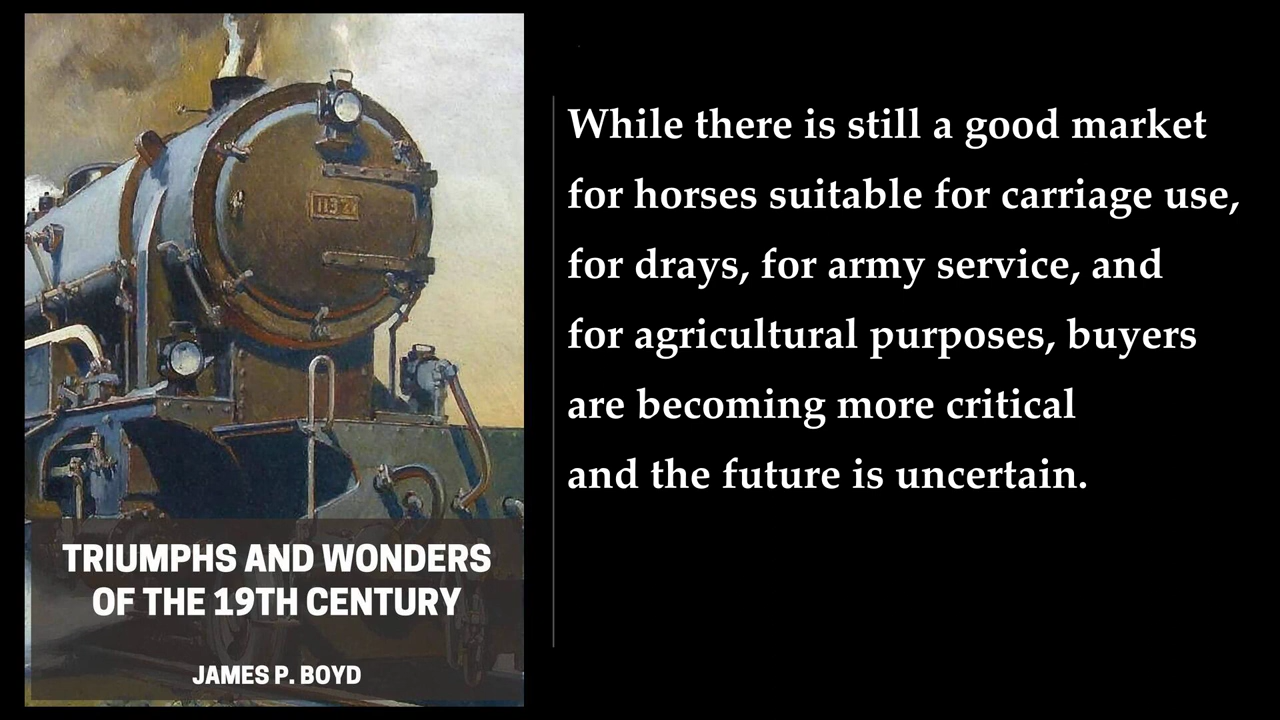 TRIUMPHS AND WONDERS
OF THE 19TH CENTURY
JAMES P. BOYD
While there is still a good market
for horses suitable for carriage use,
for drays, for army service, and
for agricultural purposes, buyers
are becoming more critical
and the future is uncertain.